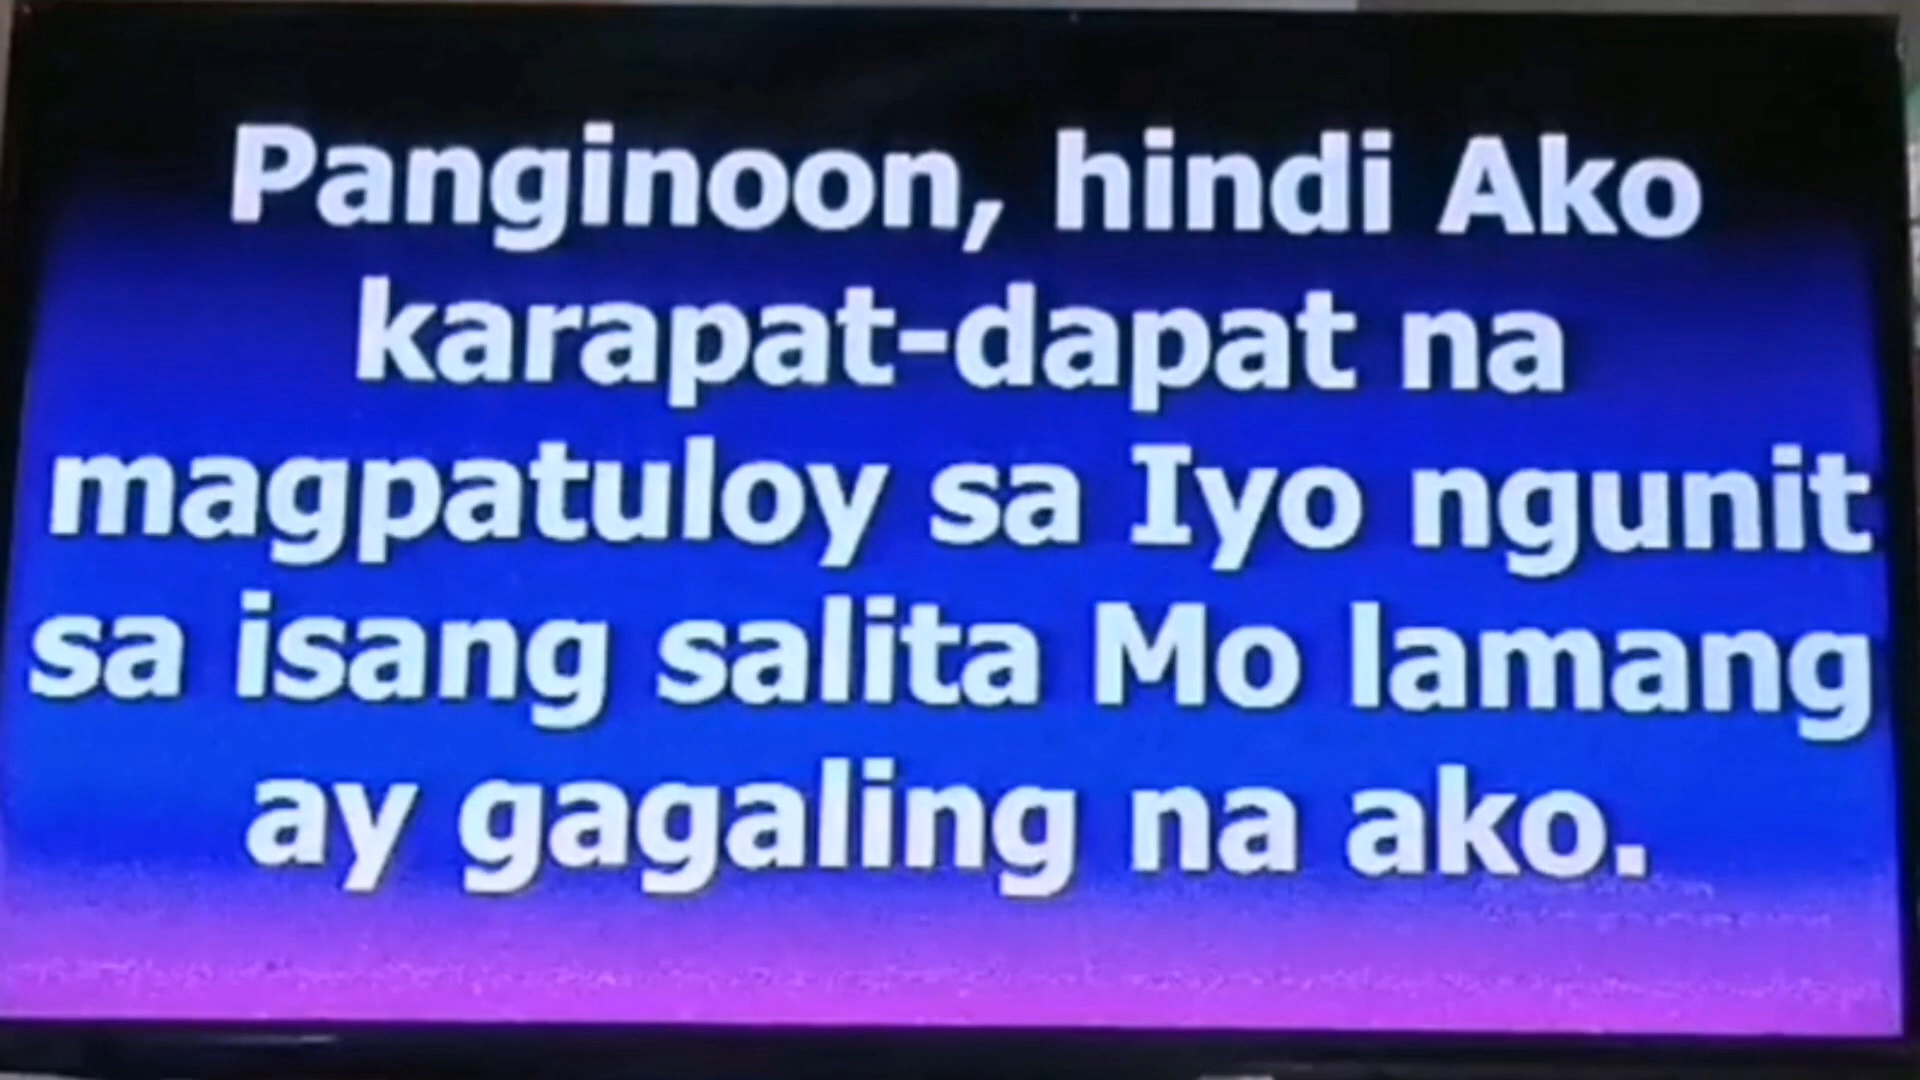 Panginoon, hindi Ako
karapat-dapat na
magpatuloy sa Iyo ngunit
sa isang salita Mo lamang
ay gagaling na ako.